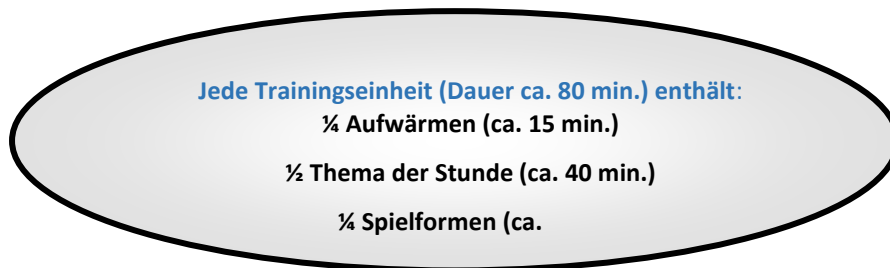 Jede Trainingseinheit (Dauer ca. 80 min.) enthält:
¼ Aufwärmen (ca. 15 min.)
½ Thema der Stunde (ca. 40 min.)
¼ Spielformen (ca.